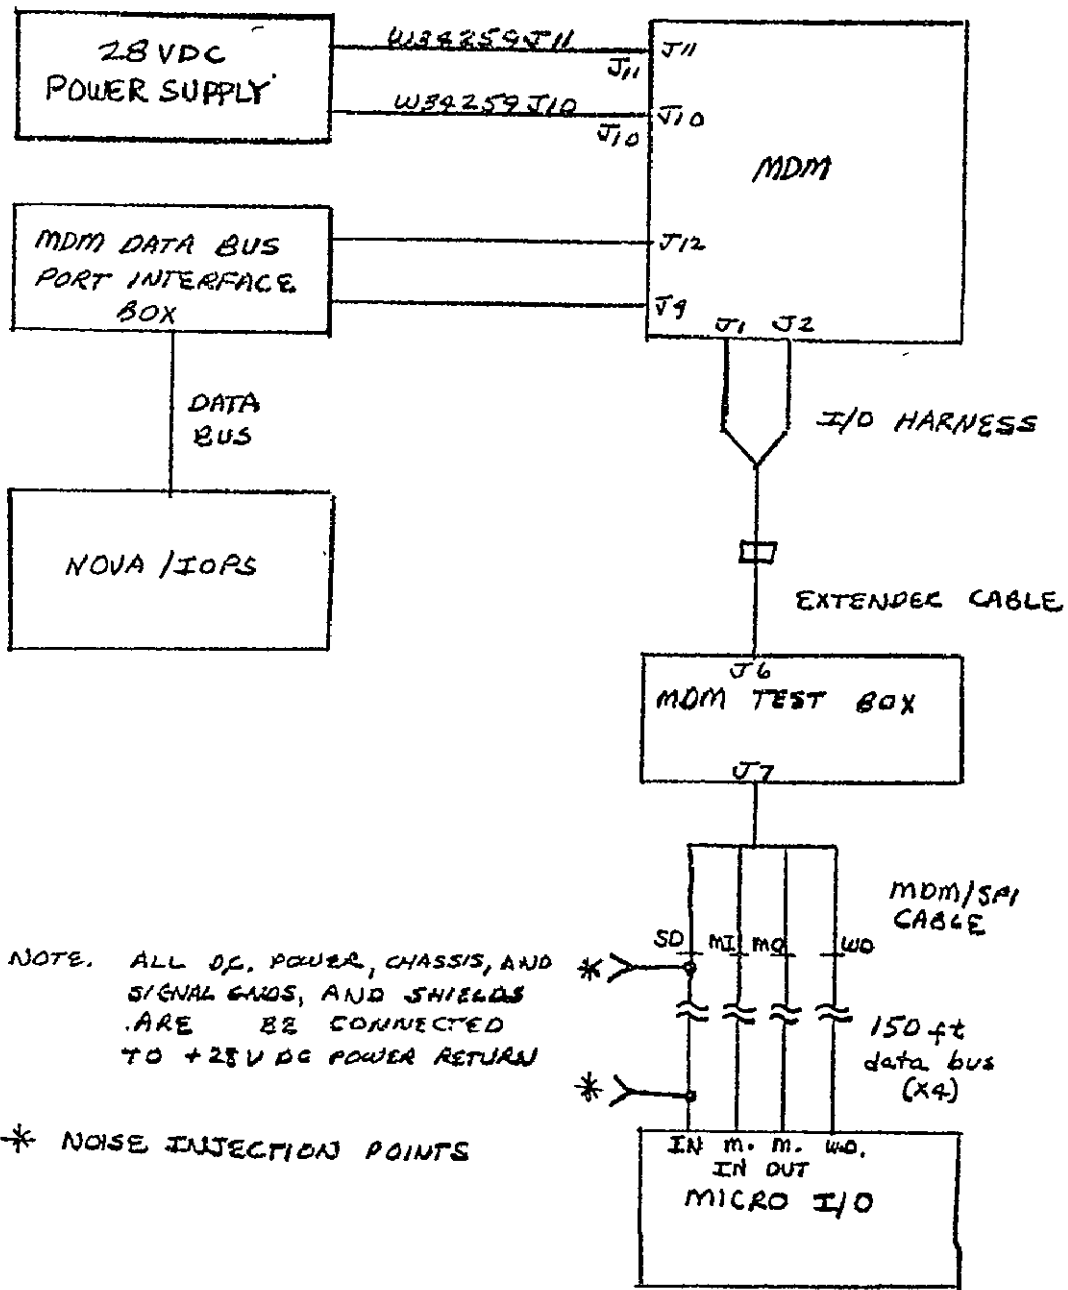 28 VDC
POWER SUPPLY
W34259J11
J11
J11
W34259J10
J10
J10
MDM
MDM DATA BUS
PORT INTERFACE
BOX
J12
J9
J1 J2
DATA
BUS
I/O HARNESS
NOVA /IOPS
EXTENDER CABLE
J6
MDM TEST BOX
J7
MDM/SPI
CABLE
SD MI MO WD
NOTE. ALL DC. POWER, CHASSIS, AND
SIGNAL GNDS, AND SHIELDS
.ARE BE CONNECTED
TO +28V DC POWER RETURN
*
150 ft
data bus
(X4)
*
* NOISE INJECTION POINTS
IN M. M. WD.
IN OUT
MICRO I/O